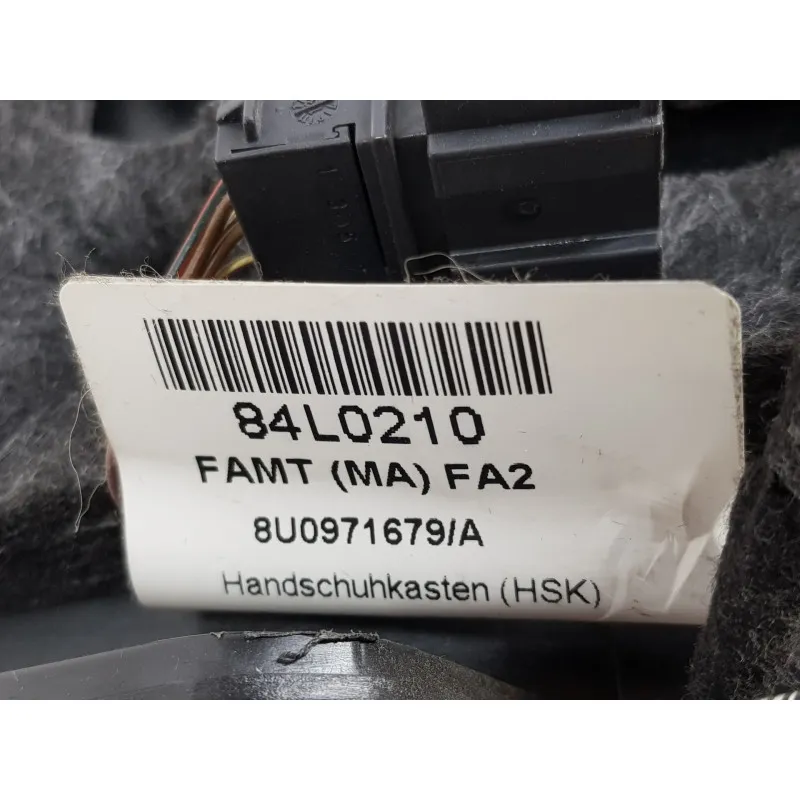 84L0210
FAMT (MA) FA2
8U0971679/A
Handschuhkasten (HSK)